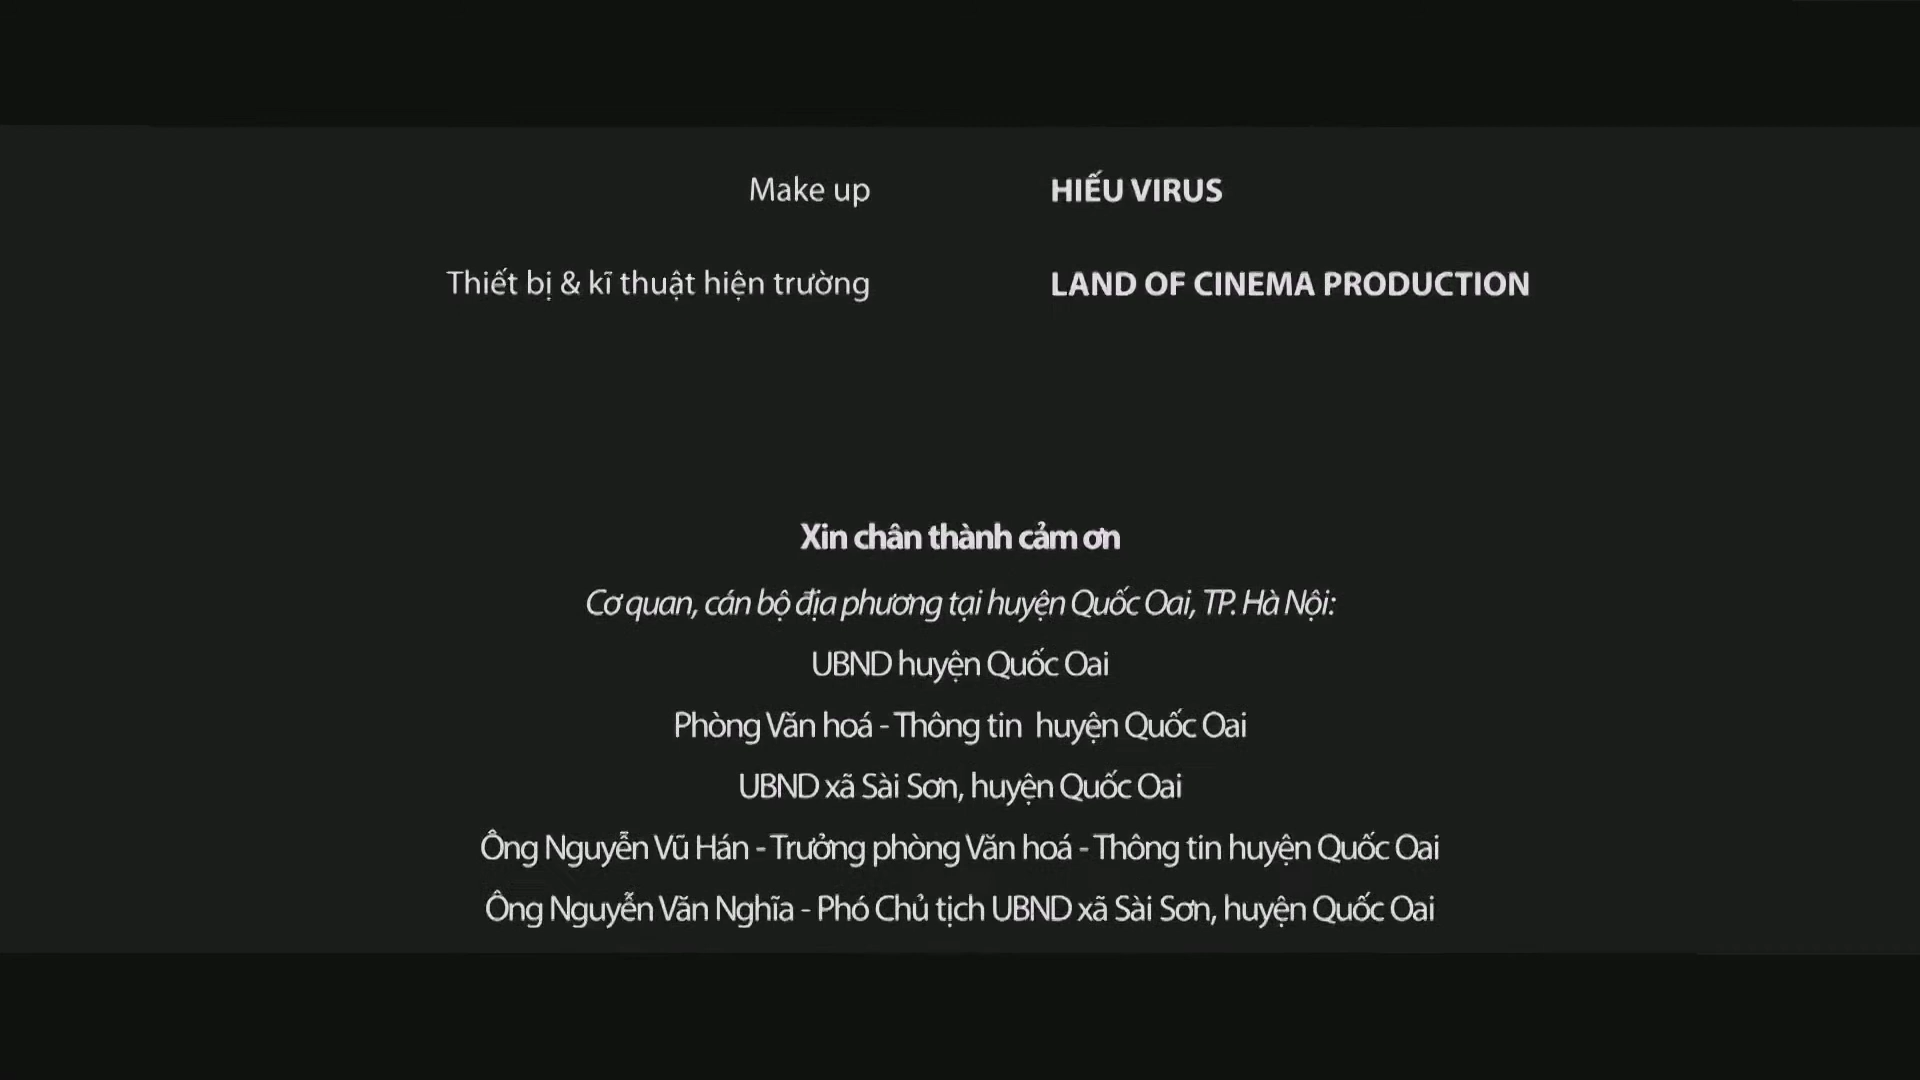 Make up HIẾU VIRUS
Thiết bị & kĩ thuật hiện trường LAND OF CINEMA PRODUCTION
Xin chân thành cảm ơn
Cơ quan, cán bộ địa phương tại huyện Quốc Oai, TP. Hà Nội:
UBND huyện Quốc Oai
Phòng Văn hoá - Thông tin huyện Quốc Oai
UBND xã Sài Sơn, huyện Quốc Oai
Ông Nguyễn Vũ Hán - Trưởng phòng Văn hoá - Thông tin huyện Quốc Oai
Ông Nguyễn Văn Nghĩa - Phó Chủ tịch UBND xã Sài Sơn, huyện Quốc Oai